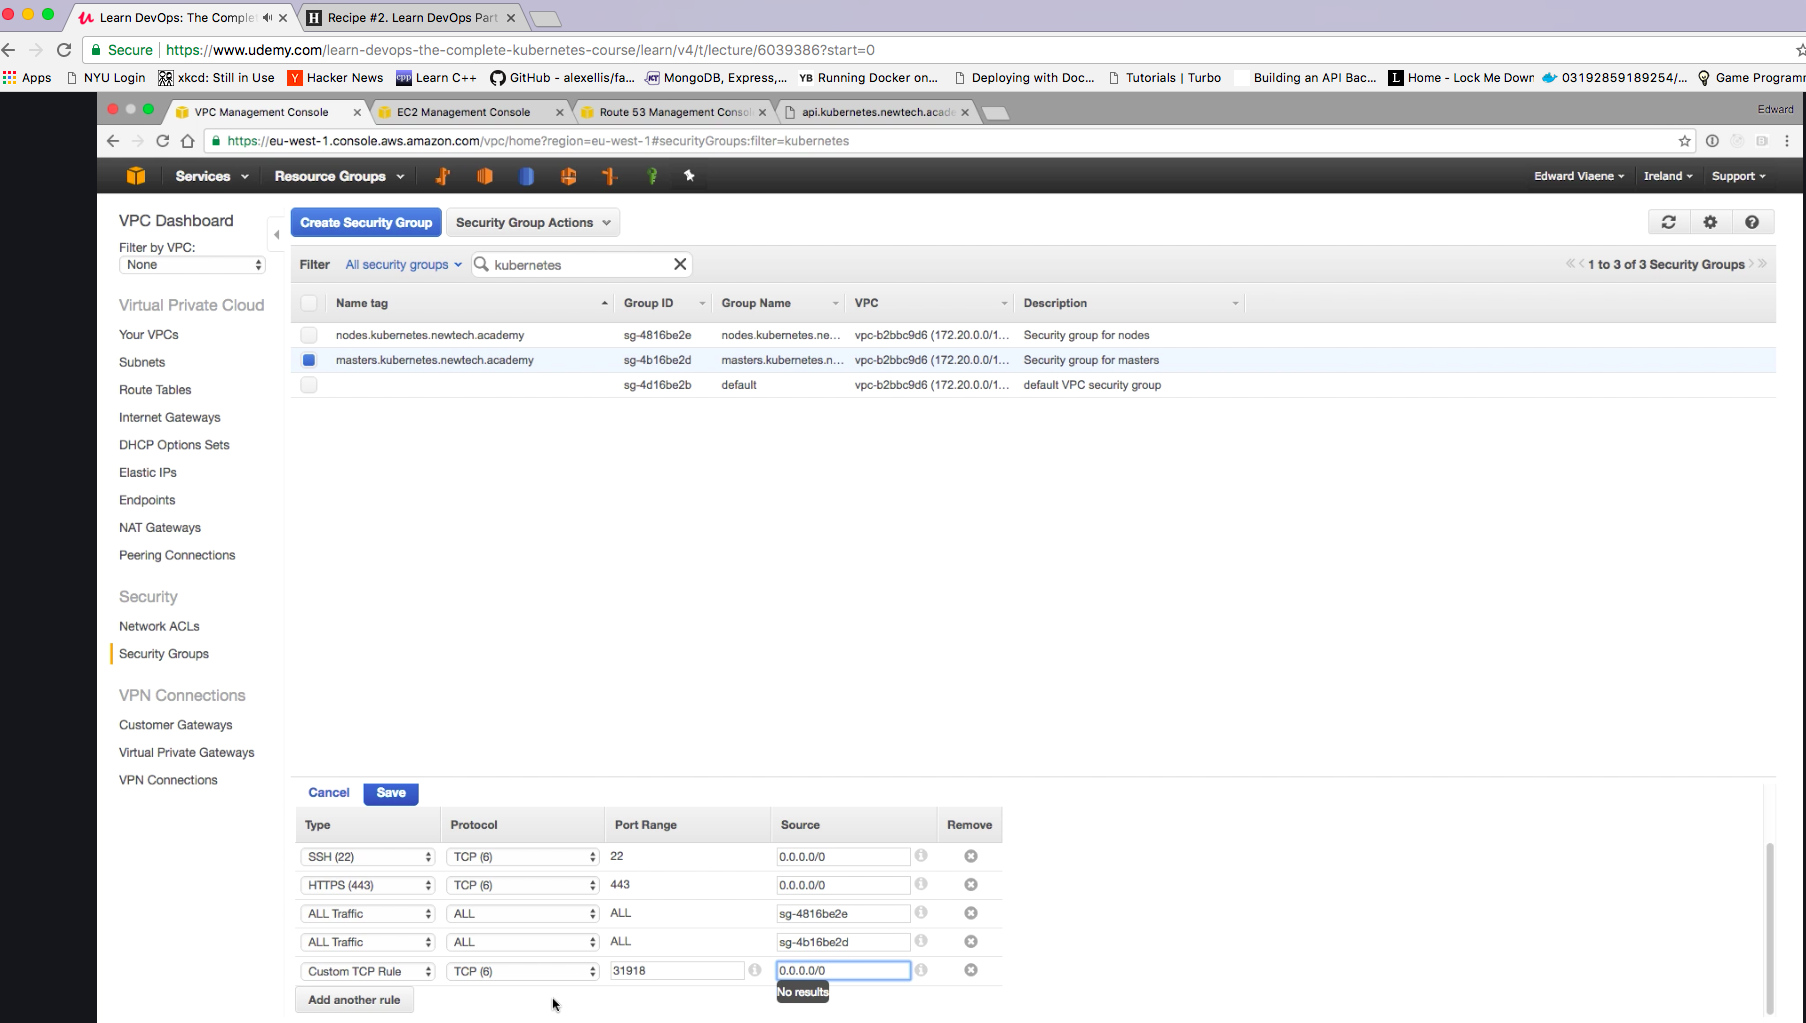 Learn DevOps: The Comple
Recipe #2. Learn DevOps Part
Secure https://www.udemy.com/learn-devops-the-complete-kubernetes-course/learn/v4/t/lecture/6039386?start=0
Apps NYU Login xkcd: Still in Use Hacker News Learn C++ GitHub - alexellis/fa... MongoDB, Express,... YB Running Docker on... Deploying with Doc... Tutorials | Turbo Building an API Bac... Home - Lock Me Down 03192859189254/... Game Programm
VPC Management Console EC2 Management Console Route 53 Management Consol api.kubernetes.newtech.acade Edward
https://eu-west-1.console.aws.amazon.com/vpc/home?region=eu-west-1#securityGroups:filter=kubernetes
Services Resource Groups Edward Viaene Ireland Support
VPC Dashboard
Filter by VPC:
None
Virtual Private Cloud
Your VPCs
Subnets
Route Tables
Internet Gateways
DHCP Options Sets
Elastic IPs
Endpoints
NAT Gateways
Peering Connections
Security
Network ACLs
Security Groups
VPN Connections
Customer Gateways
Virtual Private Gateways
VPN Connections
Create Security Group Security Group Actions
Filter All security groups kubernetes 1 to 3 of 3 Security Groups
Name tag Group ID Group Name VPC Description
nodes.kubernetes.newtech.academy sg-4816be2e nodes.kubernetes.ne... vpc-b2bbc9d6 (172.20.0.0/1... Security group for nodes
masters.kubernetes.newtech.academy sg-4b16be2d masters.kubernetes.n... vpc-b2bbc9d6 (172.20.0.0/1... Security group for masters
sg-4d16be2b default vpc-b2bbc9d6 (172.20.0.0/1... default VPC security group
Cancel Save
Type Protocol Port Range Source Remove
SSH (22) TCP (6) 22 0.0.0.0/0
HTTPS (443) TCP (6) 443 0.0.0.0/0
ALL Traffic ALL ALL sg-4816be2e
ALL Traffic ALL ALL sg-4b16be2d
Custom TCP Rule TCP (6) 31918 0.0.0.0/0
No results
Add another rule